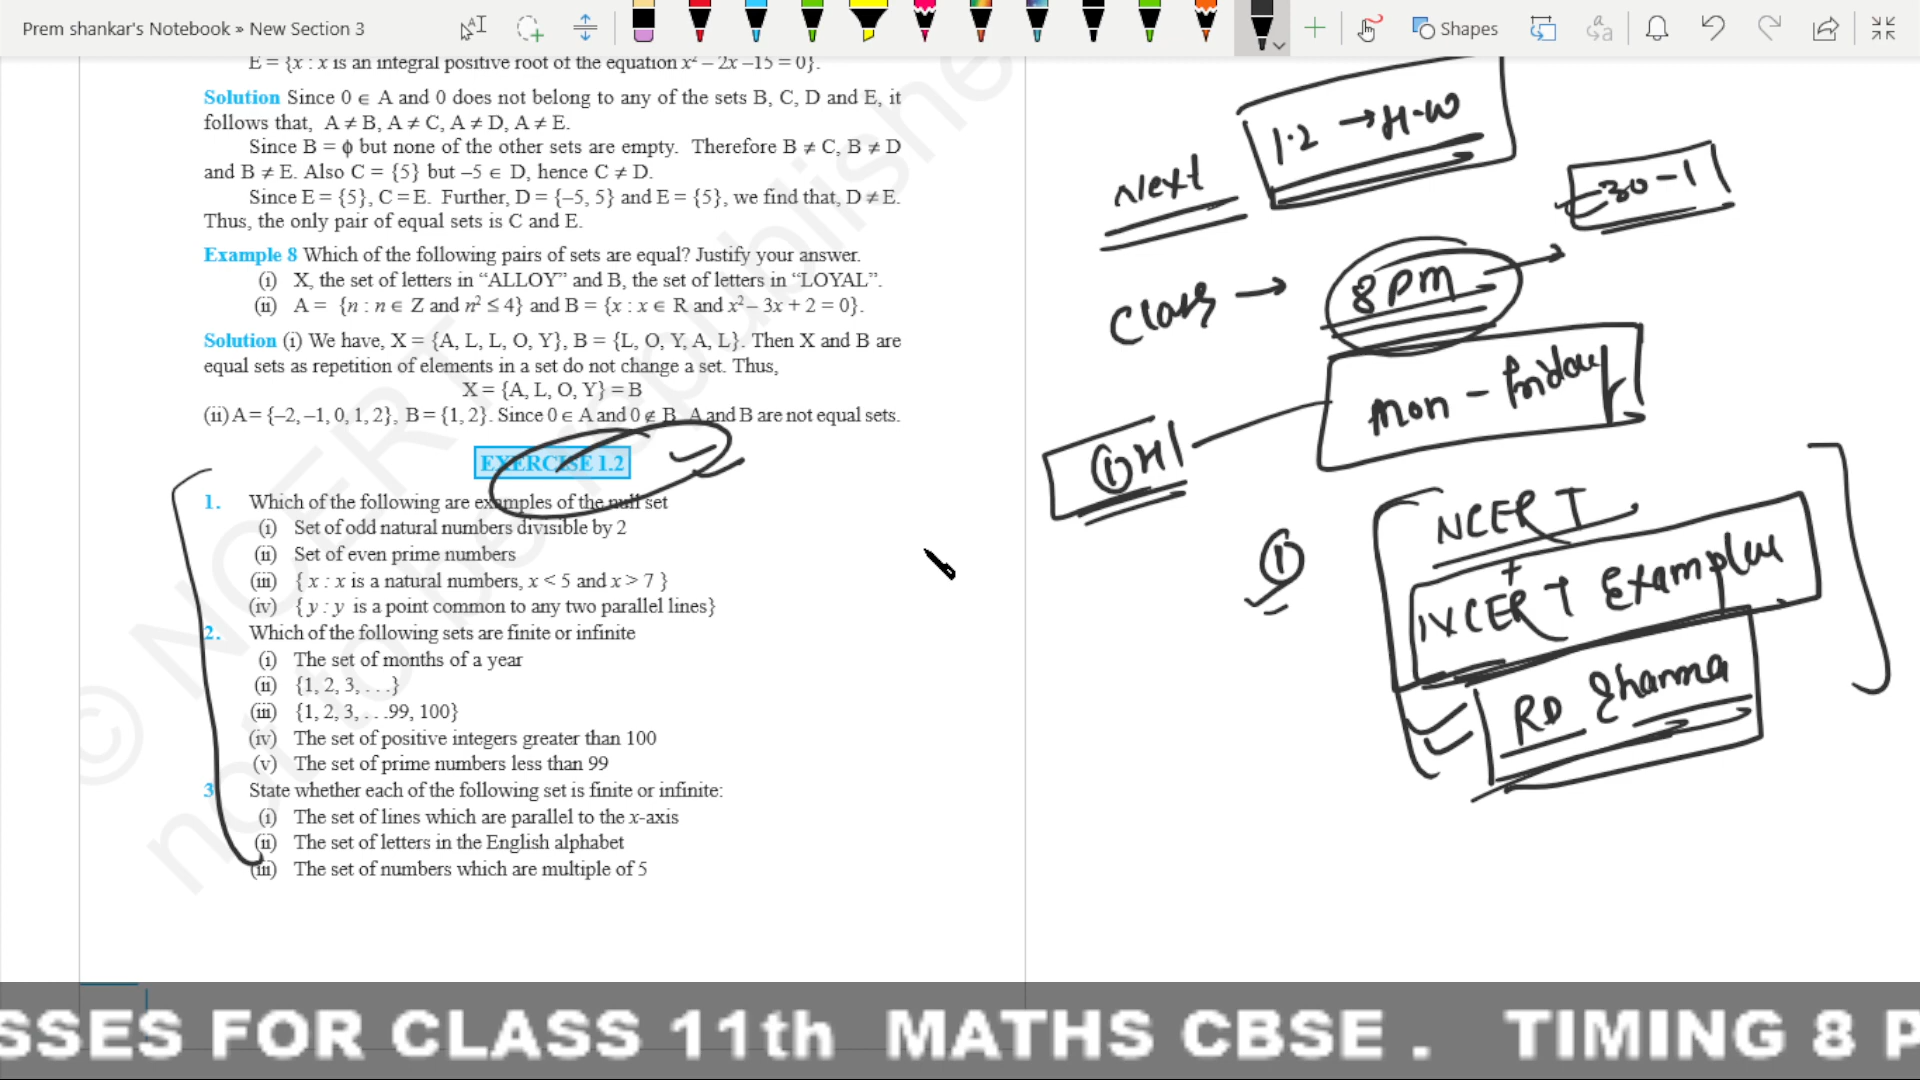 Prem shankar's Notebook » New Section 3
Shapes
E = {x : x is an integral positive root of the equation x² – 2x –15 = 0}.
Solution Since 0 ∈ A and 0 does not belong to any of the sets B, C, D and E, it
follows that, A ≠ B, A ≠ C, A ≠ D, A ≠ E.
Since B = ϕ but none of the other sets are empty. Therefore B ≠ C, B ≠ D
and B ≠ E. Also C = {5} but –5 ∈ D, hence C ≠ D.
Since E = {5}, C = E. Further, D = {–5, 5} and E = {5}, we find that, D ≠ E.
Thus, the only pair of equal sets is C and E.
Example 8 Which of the following pairs of sets are equal? Justify your answer.
(i) X, the set of letters in “ALLOY” and B, the set of letters in “LOYAL”.
(ii) A = {n : n ∈ Z and n² ≤ 4} and B = {x : x ∈ R and x² – 3x + 2 = 0}.
Solution (i) We have, X = {A, L, L, O, Y}, B = {L, O, Y, A, L}. Then X and B are
equal sets as repetition of elements in a set do not change a set. Thus,
X = {A, L, O, Y} = B
(ii) A = {–2, –1, 0, 1, 2}, B = {1, 2}. Since 0 ∈ A and 0 ∉ B, A and B are not equal sets.
EXERCISE 1.2
1. Which of the following are examples of the null set
(i) Set of odd natural numbers divisible by 2
(ii) Set of even prime numbers
(iii) { x : x is a natural numbers, x < 5 and x > 7 }
(iv) { y : y is a point common to any two parallel lines}
2. Which of the following sets are finite or infinite
(i) The set of months of a year
(ii) {1, 2, 3, . . .}
(iii) {1, 2, 3, . . .99, 100}
(iv) The set of positive integers greater than 100
(v) The set of prime numbers less than 99
3 State whether each of the following set is finite or infinite:
(i) The set of lines which are parallel to the x-axis
(ii) The set of letters in the English alphabet
(iii) The set of numbers which are multiple of 5
© NCERT
not to be republished
Next 1.2 → H-W
Class → 8 pm → 30-11
Mon - friday
1 H1
1 NCERT
+
NCERT Examplar
RD Sharma
SSES FOR CLASS 11th MATHS CBSE . TIMING 8 P